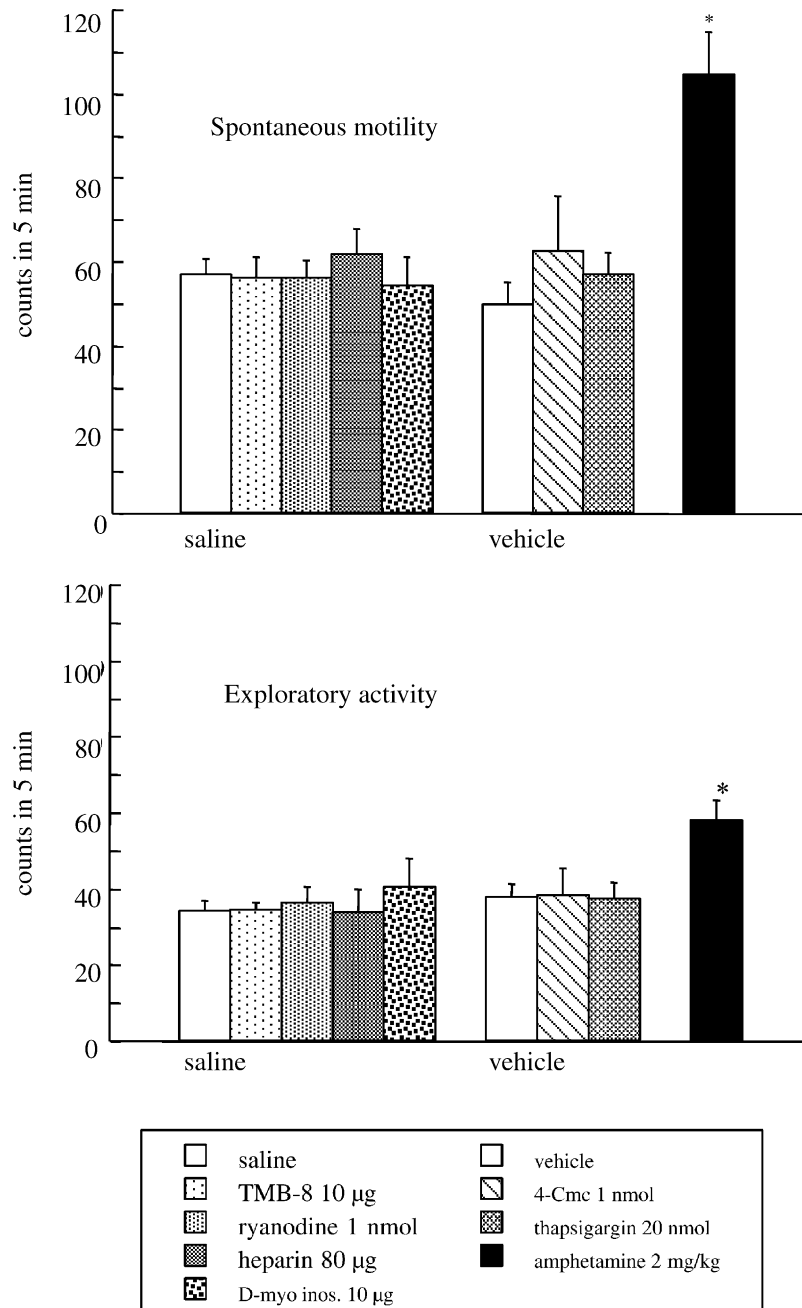 120
*
100
Spontaneous motility
80
60
40
20
0
counts in 5 min
saline
vehicle
120
100
Exploratory activity
80
*
60
40
20
0
counts in 5 min
saline
vehicle
saline
TMB-8 10 µg
ryanodine 1 nmol
heparin 80 µg
D-myo inos. 10 µg
vehicle
4-Cmc 1 nmol
thapsigargin 20 nmol
amphetamine 2 mg/kg